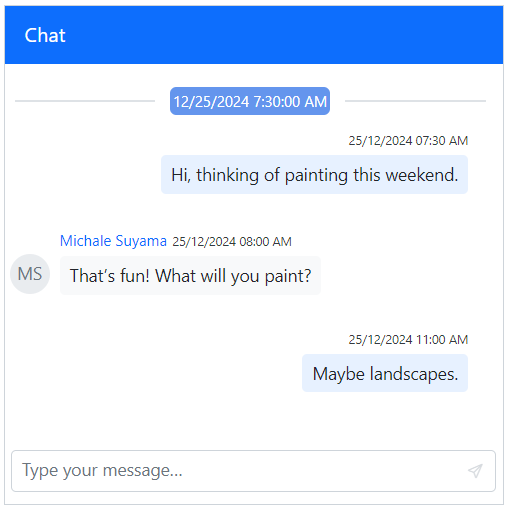 Chat
12/25/2024 7:30:00 AM
25/12/2024 07:30 AM
Hi, thinking of painting this weekend.
Michale Suyama 25/12/2024 08:00 AM
MS
That's fun! What will you paint?
25/12/2024 11:00 AM
Maybe landscapes.
Type your message...